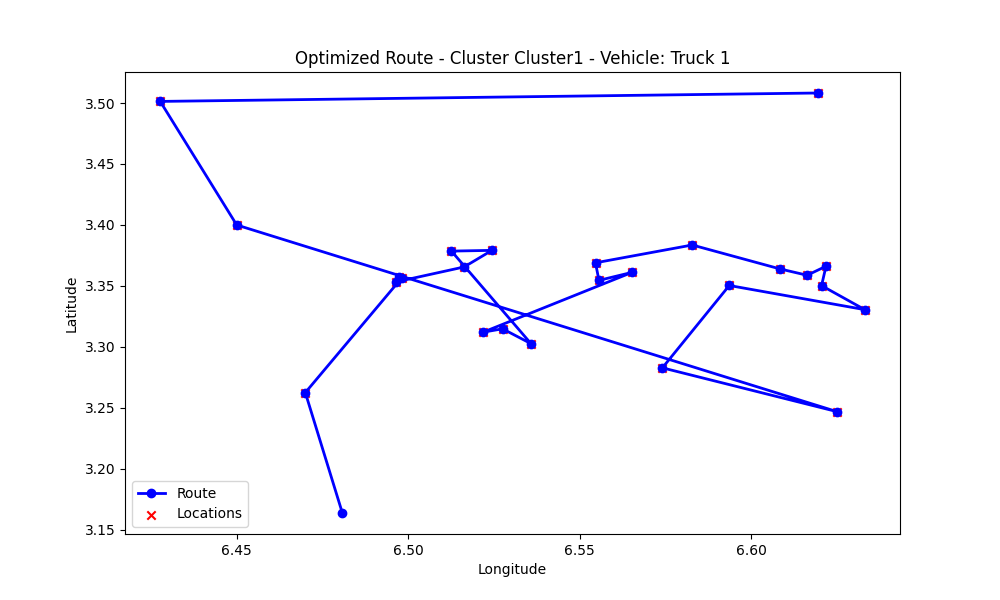 Optimized Route - Cluster Cluster1 - Vehicle: Truck 1
3.50
3.45
3.40
3.35
3.30
3.25
3.20
3.15
Latitude
Route
Locations
6.45 6.50 6.55 6.60
Longitude